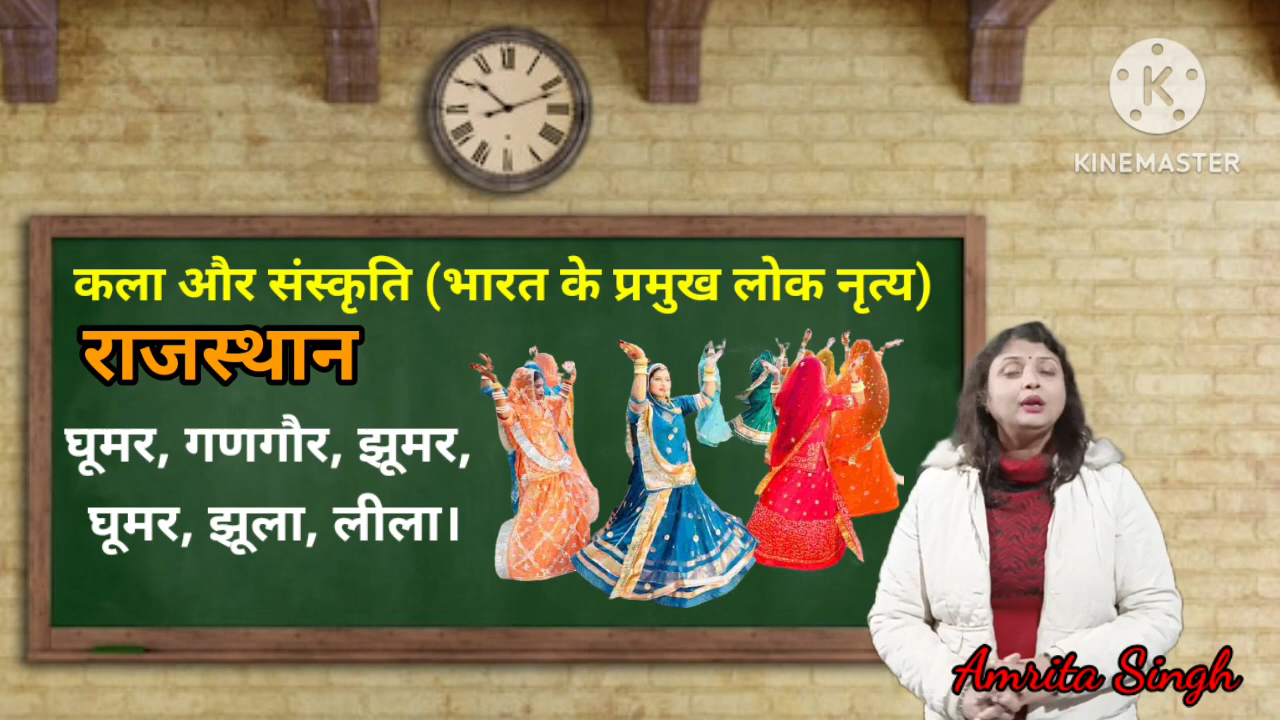 K
KINEMASTER
कला और संस्कृति (भारत के प्रमुख लोक नृत्य)
राजस्थान
घूमर, गणगौर, झूमर,
घूमर, झूला, लीला।
Amrita Singh